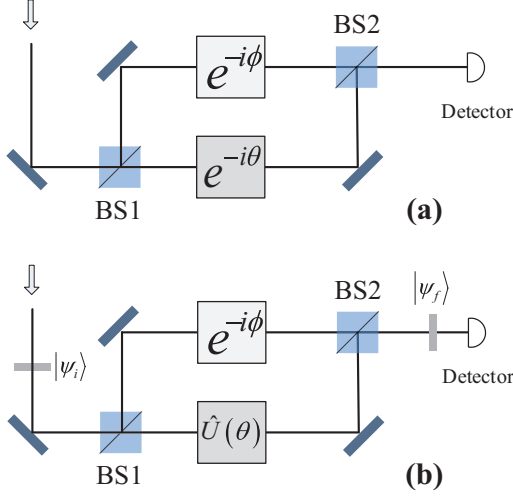 BS2
e^{-iϕ}
Detector
e^{-iθ}
BS1
(a)
|ψ_f⟩
BS2
|ψ_i⟩
e^{-iϕ}
Detector
Û(θ)
BS1
(b)